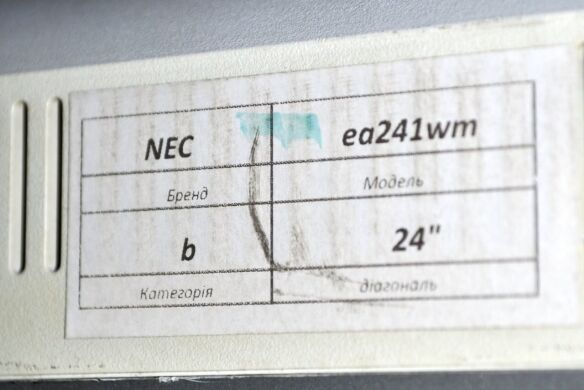 NEC ea241wm
Бренд Модель
b 24"
Категорія діагональ